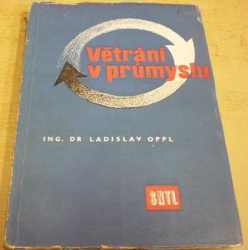 Větrání
v průmyslu
ING. DR LADISLAV OPPL
SNTL